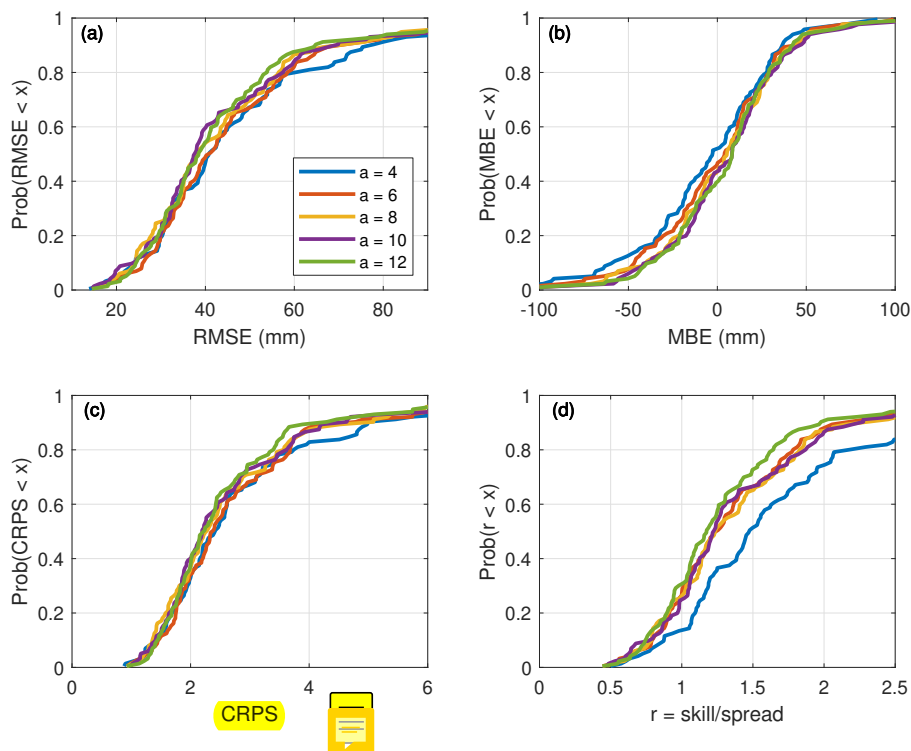 (a)
Prob(RMSE < x)
1
0.8
0.6
0.4
0.2
0
20
40
60
80
RMSE (mm)
a = 4
a = 6
a = 8
a = 10
a = 12
(b)
Prob(MBE < x)
1
0.8
0.6
0.4
0.2
0
-100
-50
0
50
100
MBE (mm)
(c)
Prob(CRPS < x)
1
0.8
0.6
0.4
0.2
0
0
2
4
6
CRPS
(d)
Prob(r < x)
1
0.8
0.6
0.4
0.2
0
0
0.5
1
1.5
2
2.5
r = skill/spread